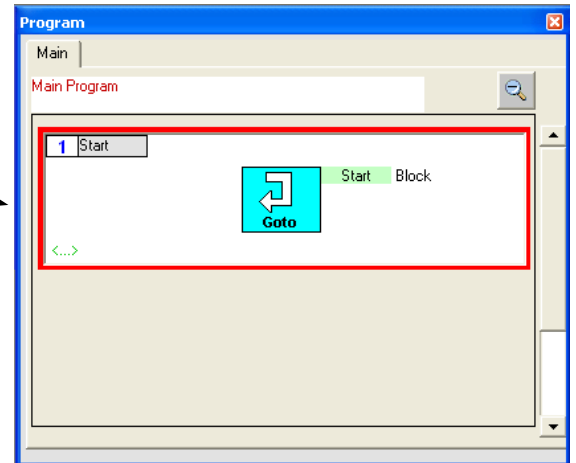 Program
Main
Main Program
1 Start
Start Block
Goto
<...>